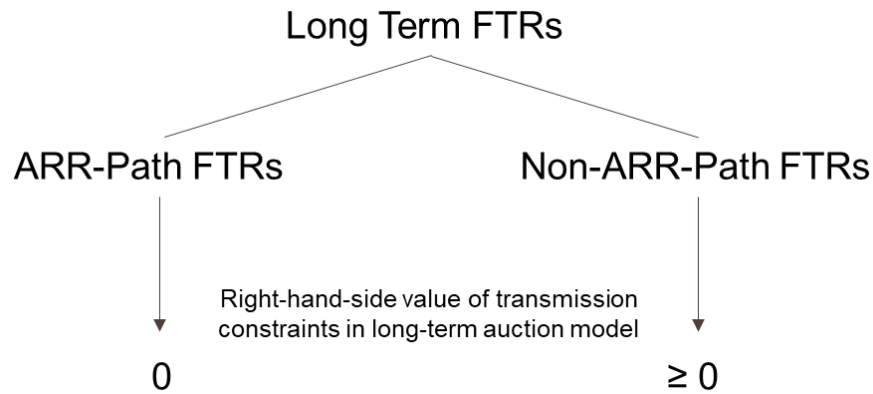 Long Term FTRs
ARR-Path FTRs
Non-ARR-Path FTRs
Right-hand-side value of transmission
constraints in long-term auction model
0
≥ 0